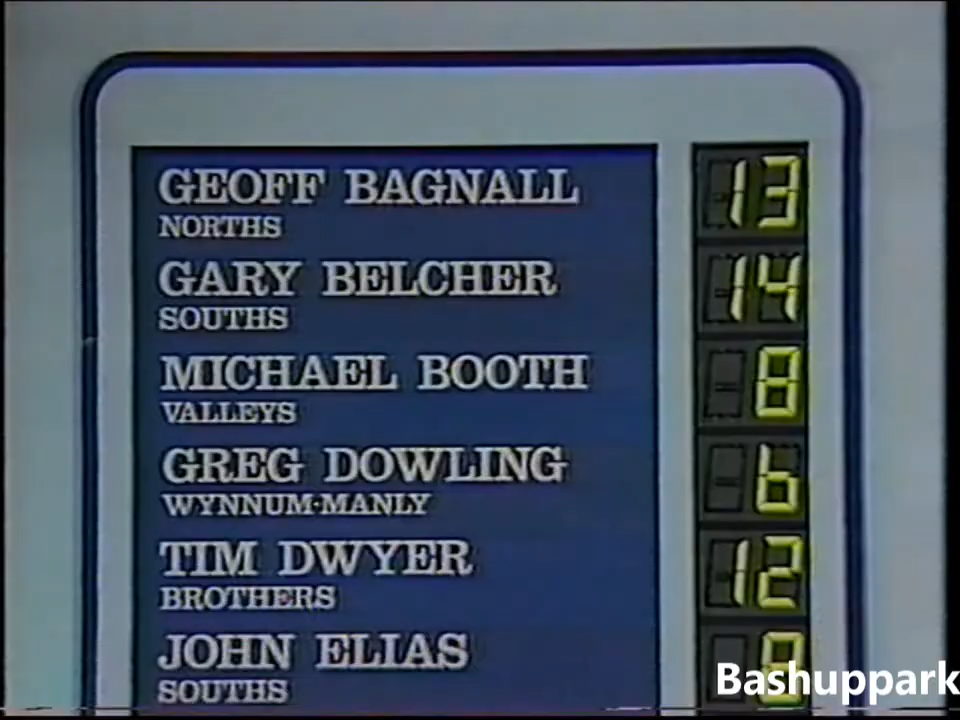 GEOFF BAGNALL 13
NORTHS
GARY BELCHER 14
SOUTHS
MICHAEL BOOTH 8
VALLEYS
GREG DOWLING 6
WYNNUM-MANLY
TIM DWYER 12
BROTHERS
JOHN ELIAS
SOUTHS
Bashuppark